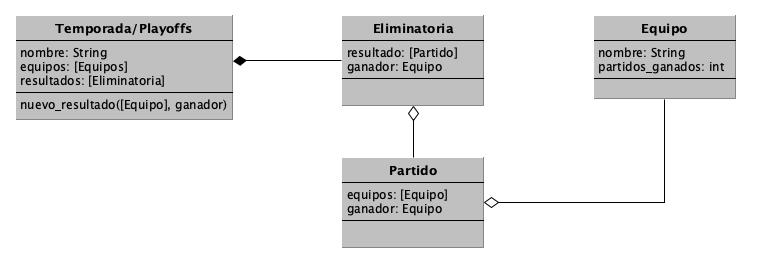 Temporada/Playoffs
nombre: String
equipos: [Equipos]
resultados: [Eliminatoria]
nuevo_resultado([Equipo], ganador)
Eliminatoria
resultado: [Partido]
ganador: Equipo
Equipo
nombre: String
partidos_ganados: int
Partido
equipos: [Equipo]
ganador: Equipo